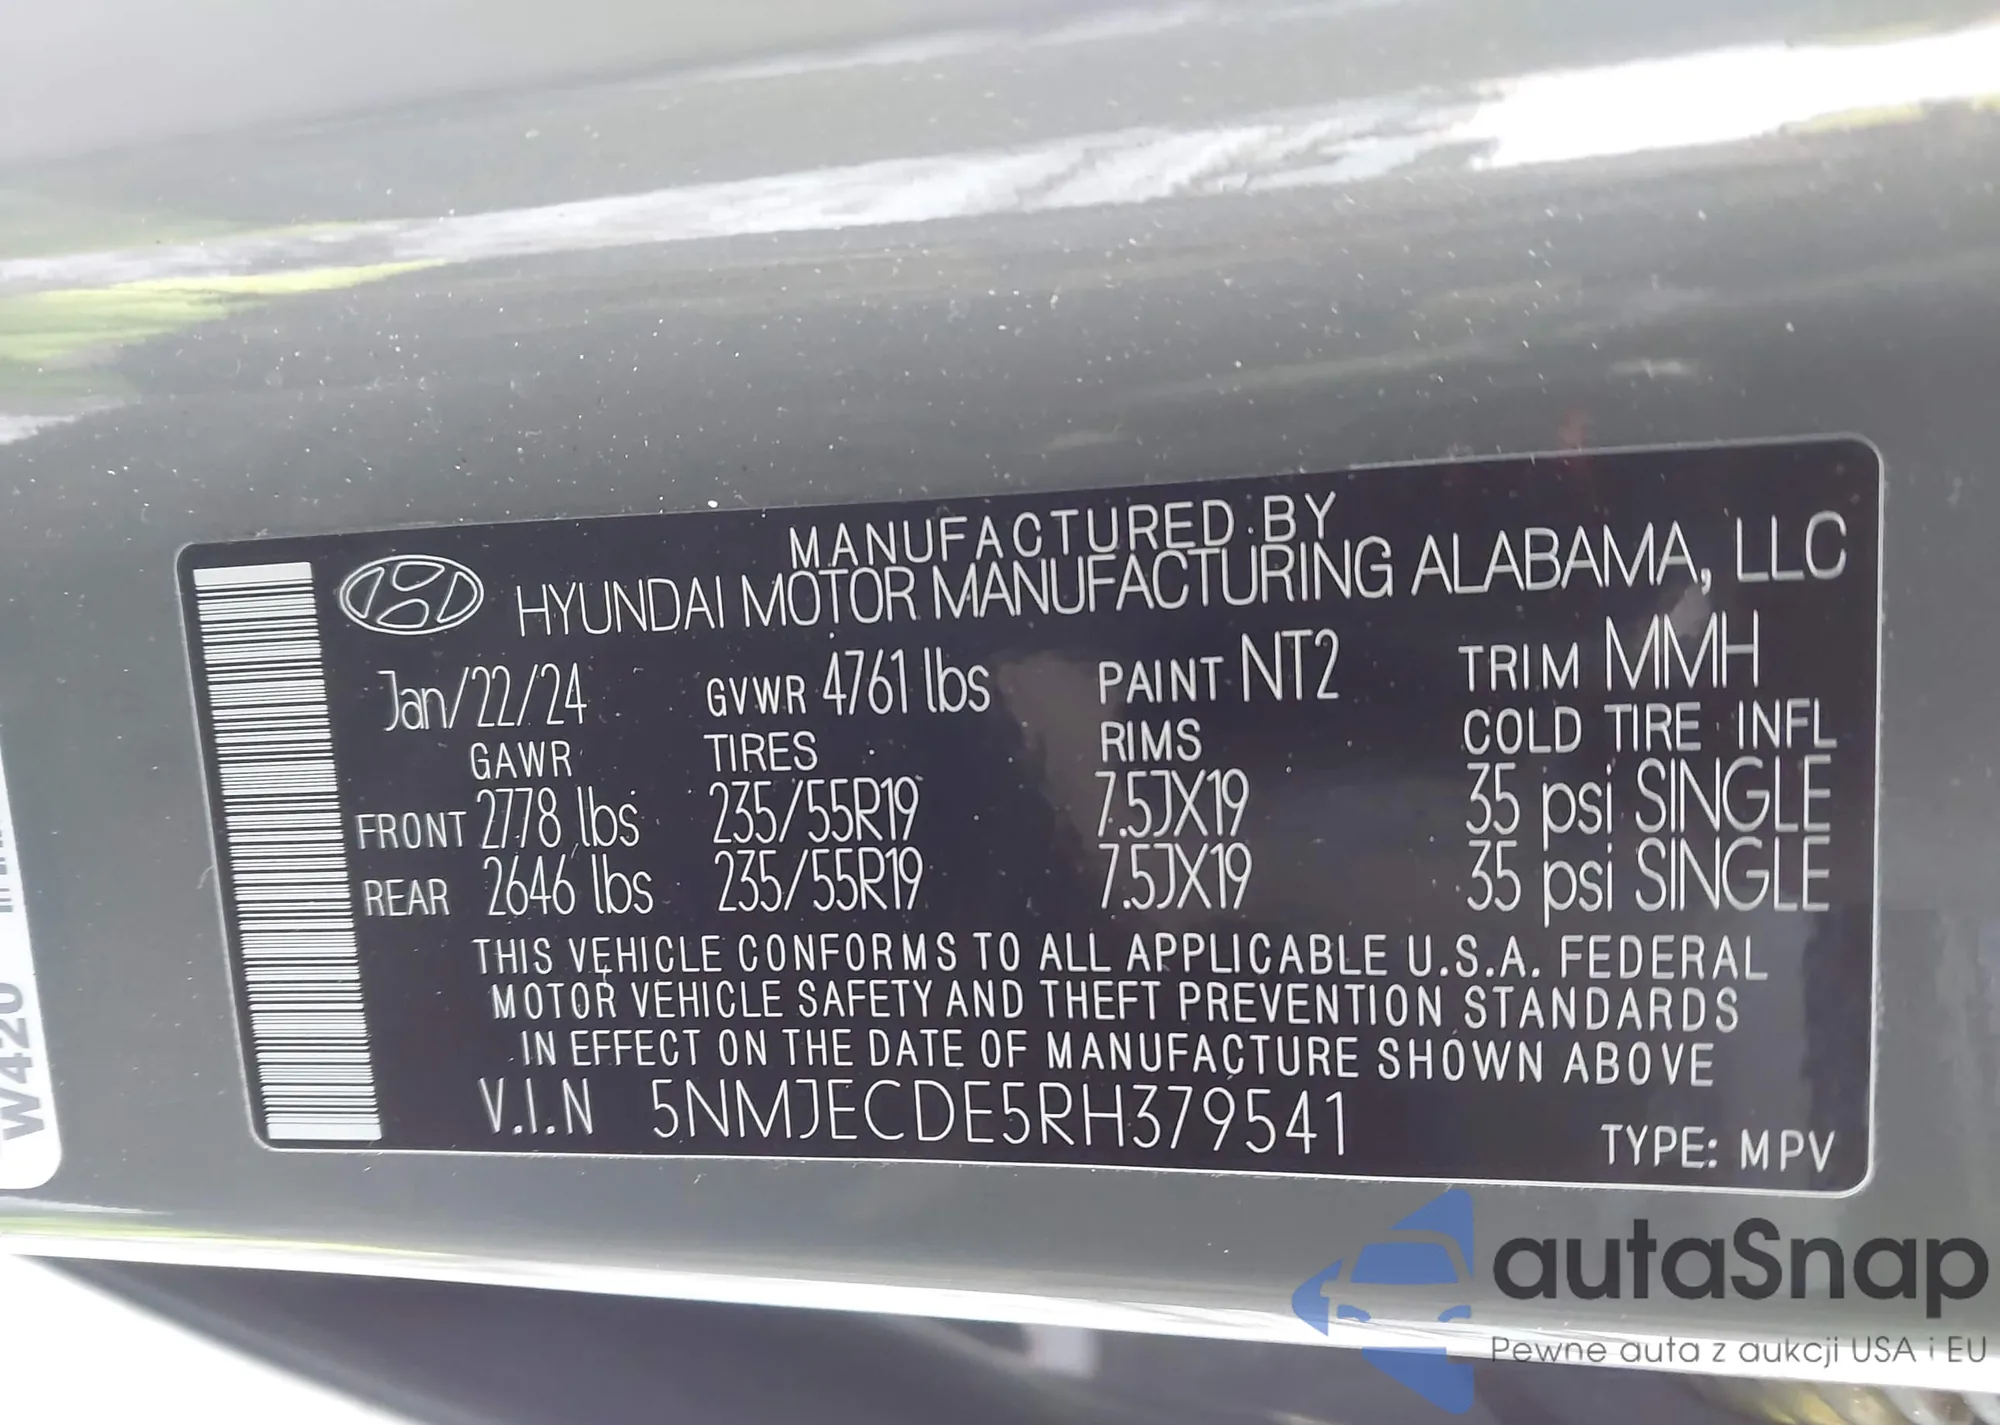 MANUFACTURED BY
HYUNDAI MOTOR MANUFACTURING ALABAMA, LLC
Jan/22/24 GVWR 4761 lbs PAINT NT2 TRIM MMH
GAWR TIRES RIMS COLD TIRE INFL
FRONT 2778 lbs 235/55R19 7.5JX19 35 psi SINGLE
REAR 2646 lbs 235/55R19 7.5JX19 35 psi SINGLE
THIS VEHICLE CONFORMS TO ALL APPLICABLE U.S.A. FEDERAL
MOTOR VEHICLE SAFETY AND THEFT PREVENTION STANDARDS
IN EFFECT ON THE DATE OF MANUFACTURE SHOWN ABOVE
V.I.N 5NMJECDE5RH379541
TYPE: MPV
W420
autaSnap
Pewne auta z aukcji USA i EU